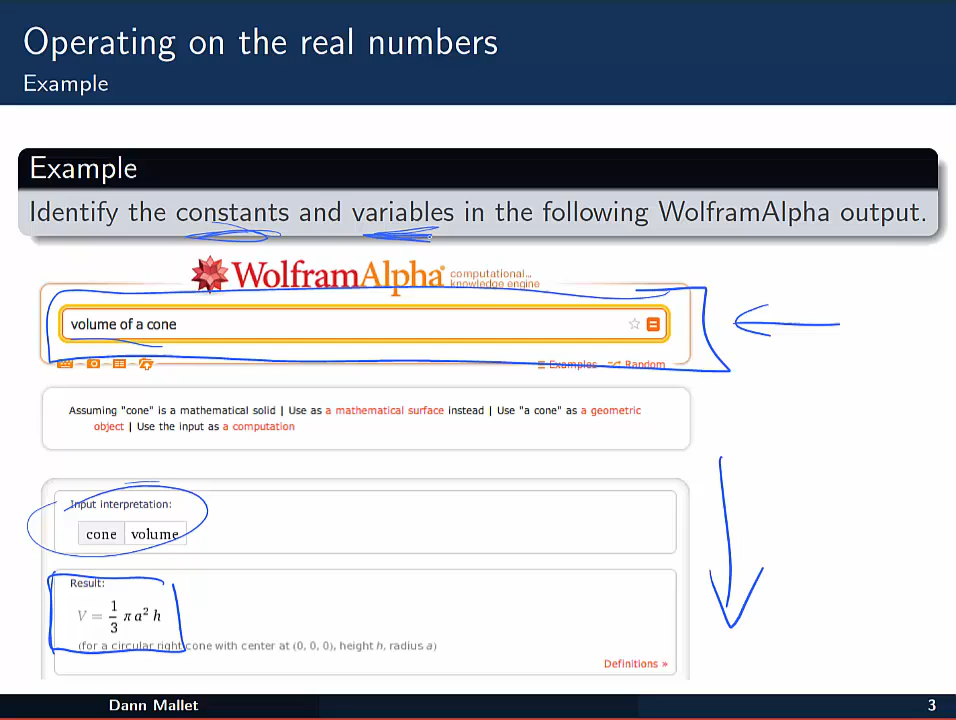 Operating on the real numbers
Example
Example
Identify the constants and variables in the following WolframAlpha output.
WolframAlpha computational... knowledge engine
volume of a cone
Examples Random
Assuming "cone" is a mathematical solid | Use as a mathematical surface instead | Use "a cone" as a geometric
object | Use the input as a computation
Input interpretation:
cone volume
Result:
V = 1/3 π a² h
(for a circular right cone with center at (0, 0, 0), height h, radius a)
Definitions »
Dann Mallet 3